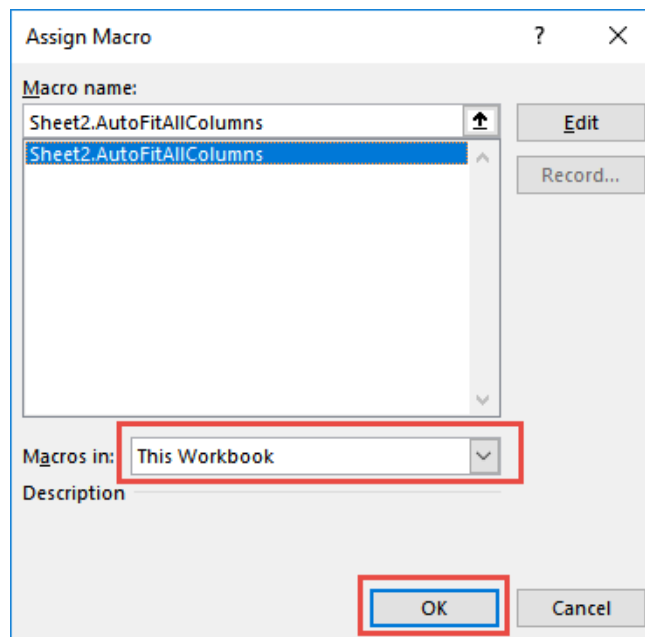 Assign Macro ?
Macro name:
Sheet2.AutoFitAllColumns
Edit
Sheet2.AutoFitAllColumns
Record...
Macros in: This Workbook
Description
OK Cancel